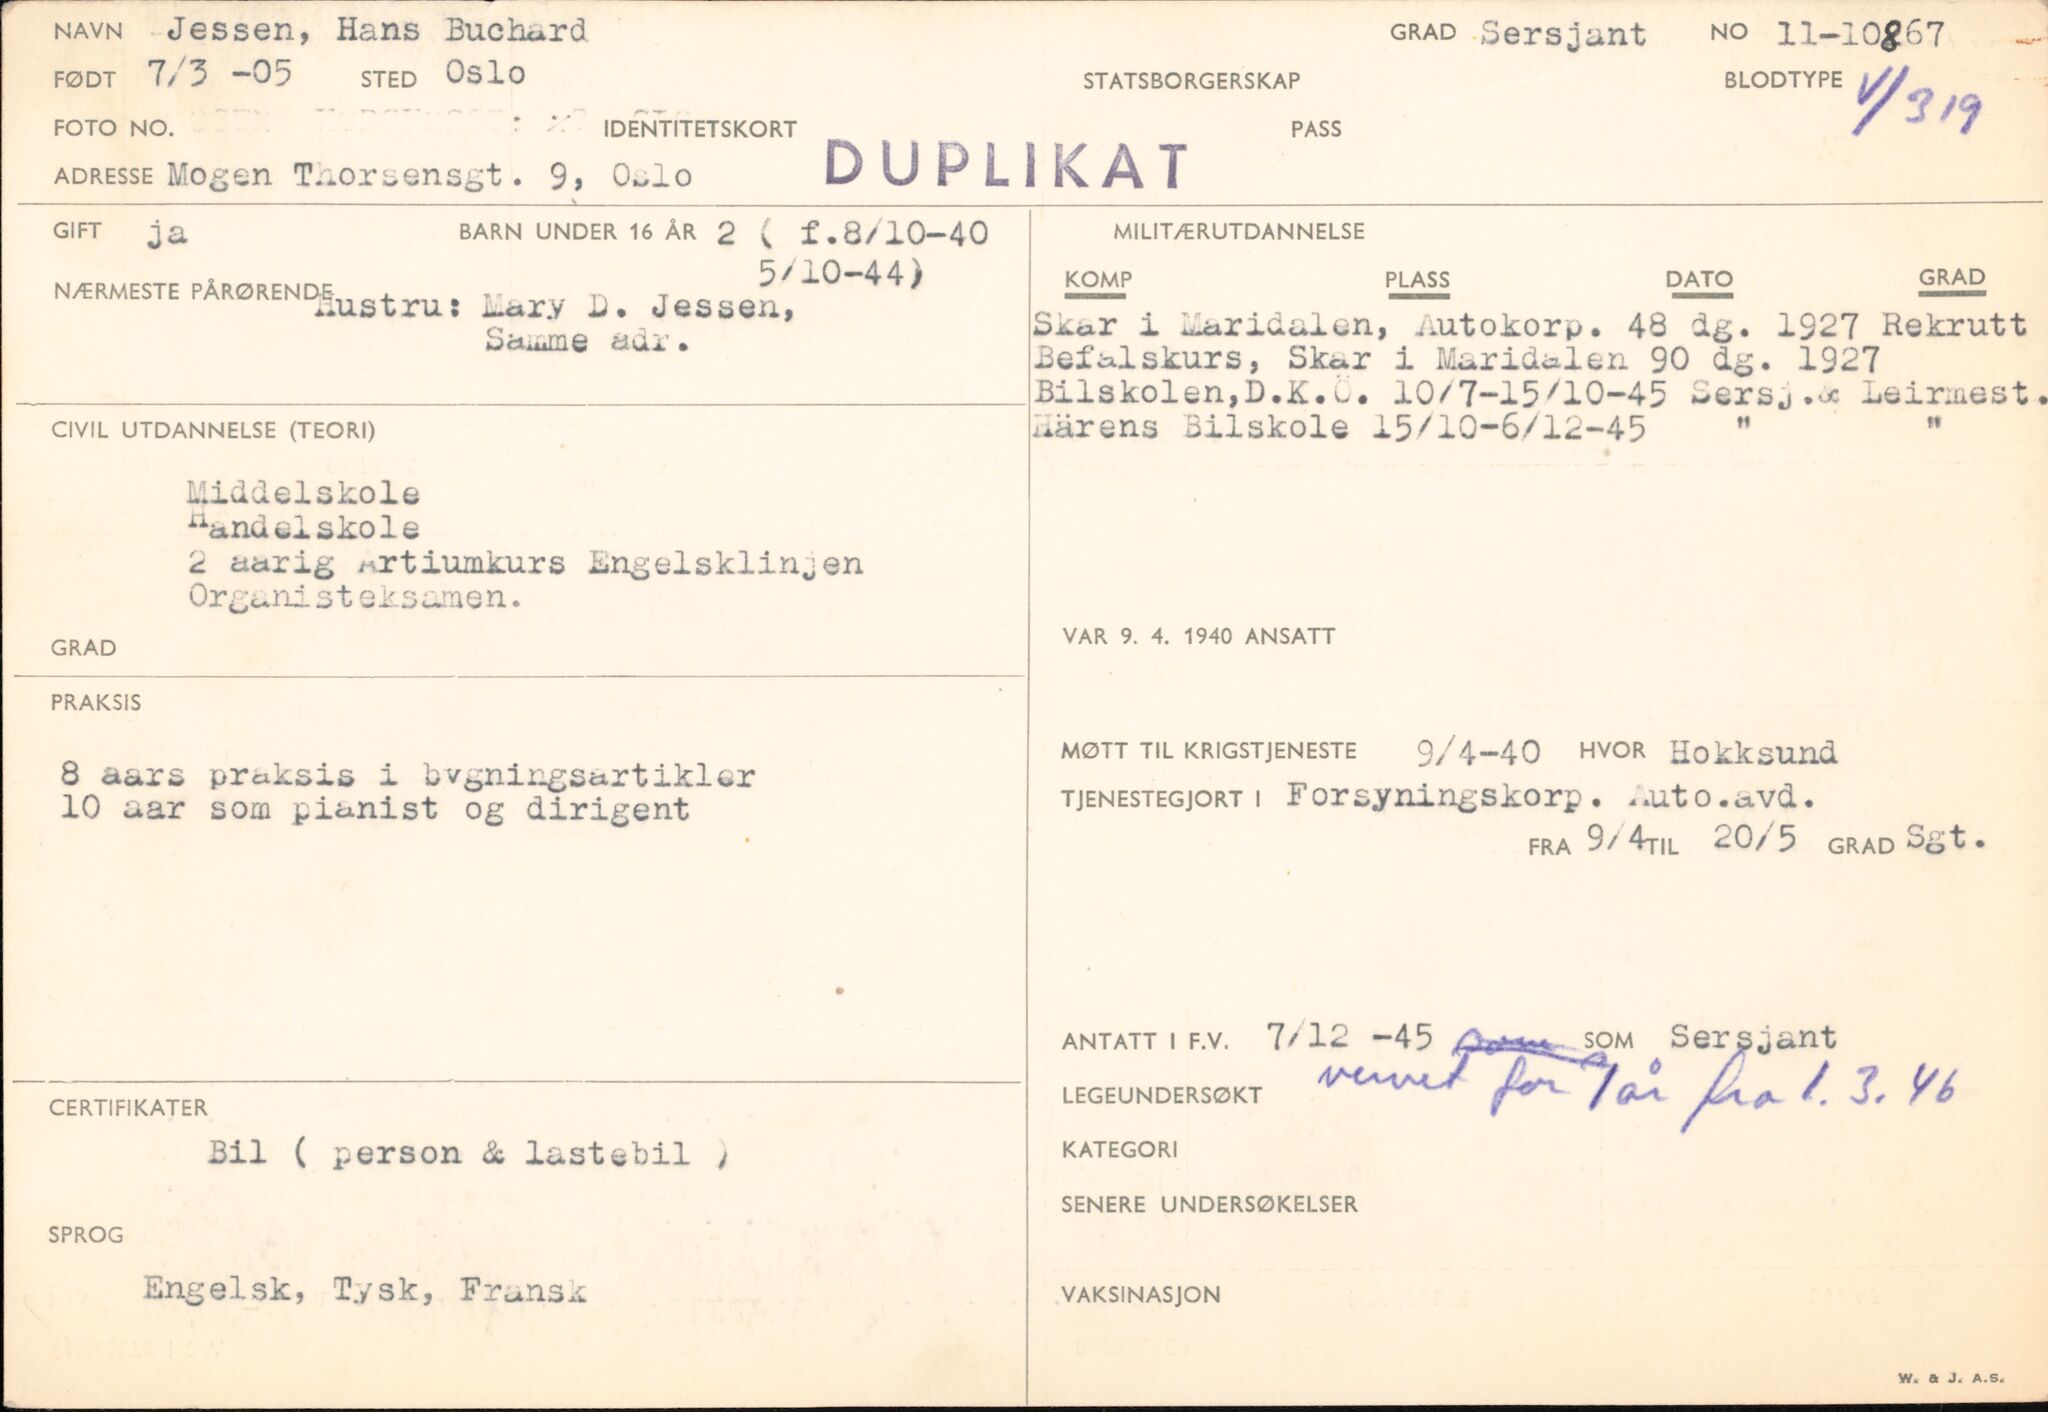 NAVN Jessen, Hans Buchard GRAD Sersjant NO 11-10867
FØDT 7/3 -05 STED Oslo STATSBORGERSKAP BLODTYPE V/319
FOTO NO. IDENTITETSKORT PASS
DUPLIKAT
ADRESSE Mogen Thorsensgt. 9, Oslo
GIFT ja BARN UNDER 16 ÅR 2 ( f.8/10-40
5/10-44)
NÆRMESTE PÅRØRENDE Hustru: Mary D. Jessen,
Samme adr.
CIVIL UTDANNELSE (TEORI)
Middelskole
Handelskole
2 aarig Artiumkurs Engelsklinjen
Organisteksamen.
GRAD
PRAKSIS
8 aars praksis i bygningsartikler
10 aar som pianist og dirigent
CERTIFIKATER
Bil ( person & lastebil )
SPROG
Engelsk, Tysk, Fransk
MILITÆRUTDANNELSE
KOMP PLASS DATO GRAD
Skar i Maridalen, Autokorp. 48 dg. 1927 Rekrutt
Befalskurs, Skar i Maridalen 90 dg. 1927
Bilskolen,D.K.Ö. 10/7-15/10-45 Sersj.& Leirmest.
Härens Bilskole 15/10-6/12-45 " "
VAR 9. 4. 1940 ANSATT
MØTT TIL KRIGSTJENESTE 9/4-40 HVOR Hokksund
TJENESTEGJORT I Forsyningskorp. Auto.avd.
FRA 9/4 TIL 20/5 GRAD Sgt.
ANTATT I F.V. 7/12 -45 som SOM Sersjant
vervet for 1 år fra 1. 3. 46
LEGEUNDERSØKT
KATEGORI
SENERE UNDERSØKELSER
VAKSINASJON
W. & J. A.S.